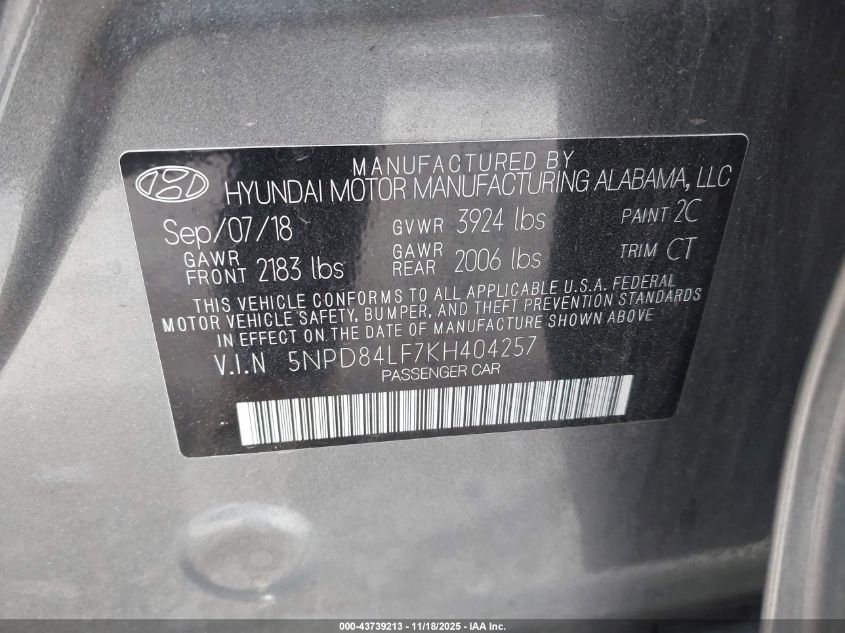 MANUFACTURED BY
HYUNDAI MOTOR MANUFACTURING ALABAMA, LLC
Sep/07/18 GVWR 3924 lbs PAINT 2C
GAWR FRONT 2183 lbs GAWR REAR 2006 lbs TRIM CT
THIS VEHICLE CONFORMS TO ALL APPLICABLE U.S.A. FEDERAL
MOTOR VEHICLE SAFETY, BUMPER, AND THEFT PREVENTION STANDARDS
IN EFFECT ON THE DATE OF MANUFACTURE SHOWN ABOVE
V.I.N 5NPD84LF7KH404257
PASSENGER CAR
000-43739213 - 11/18/2025 - IAA Inc.